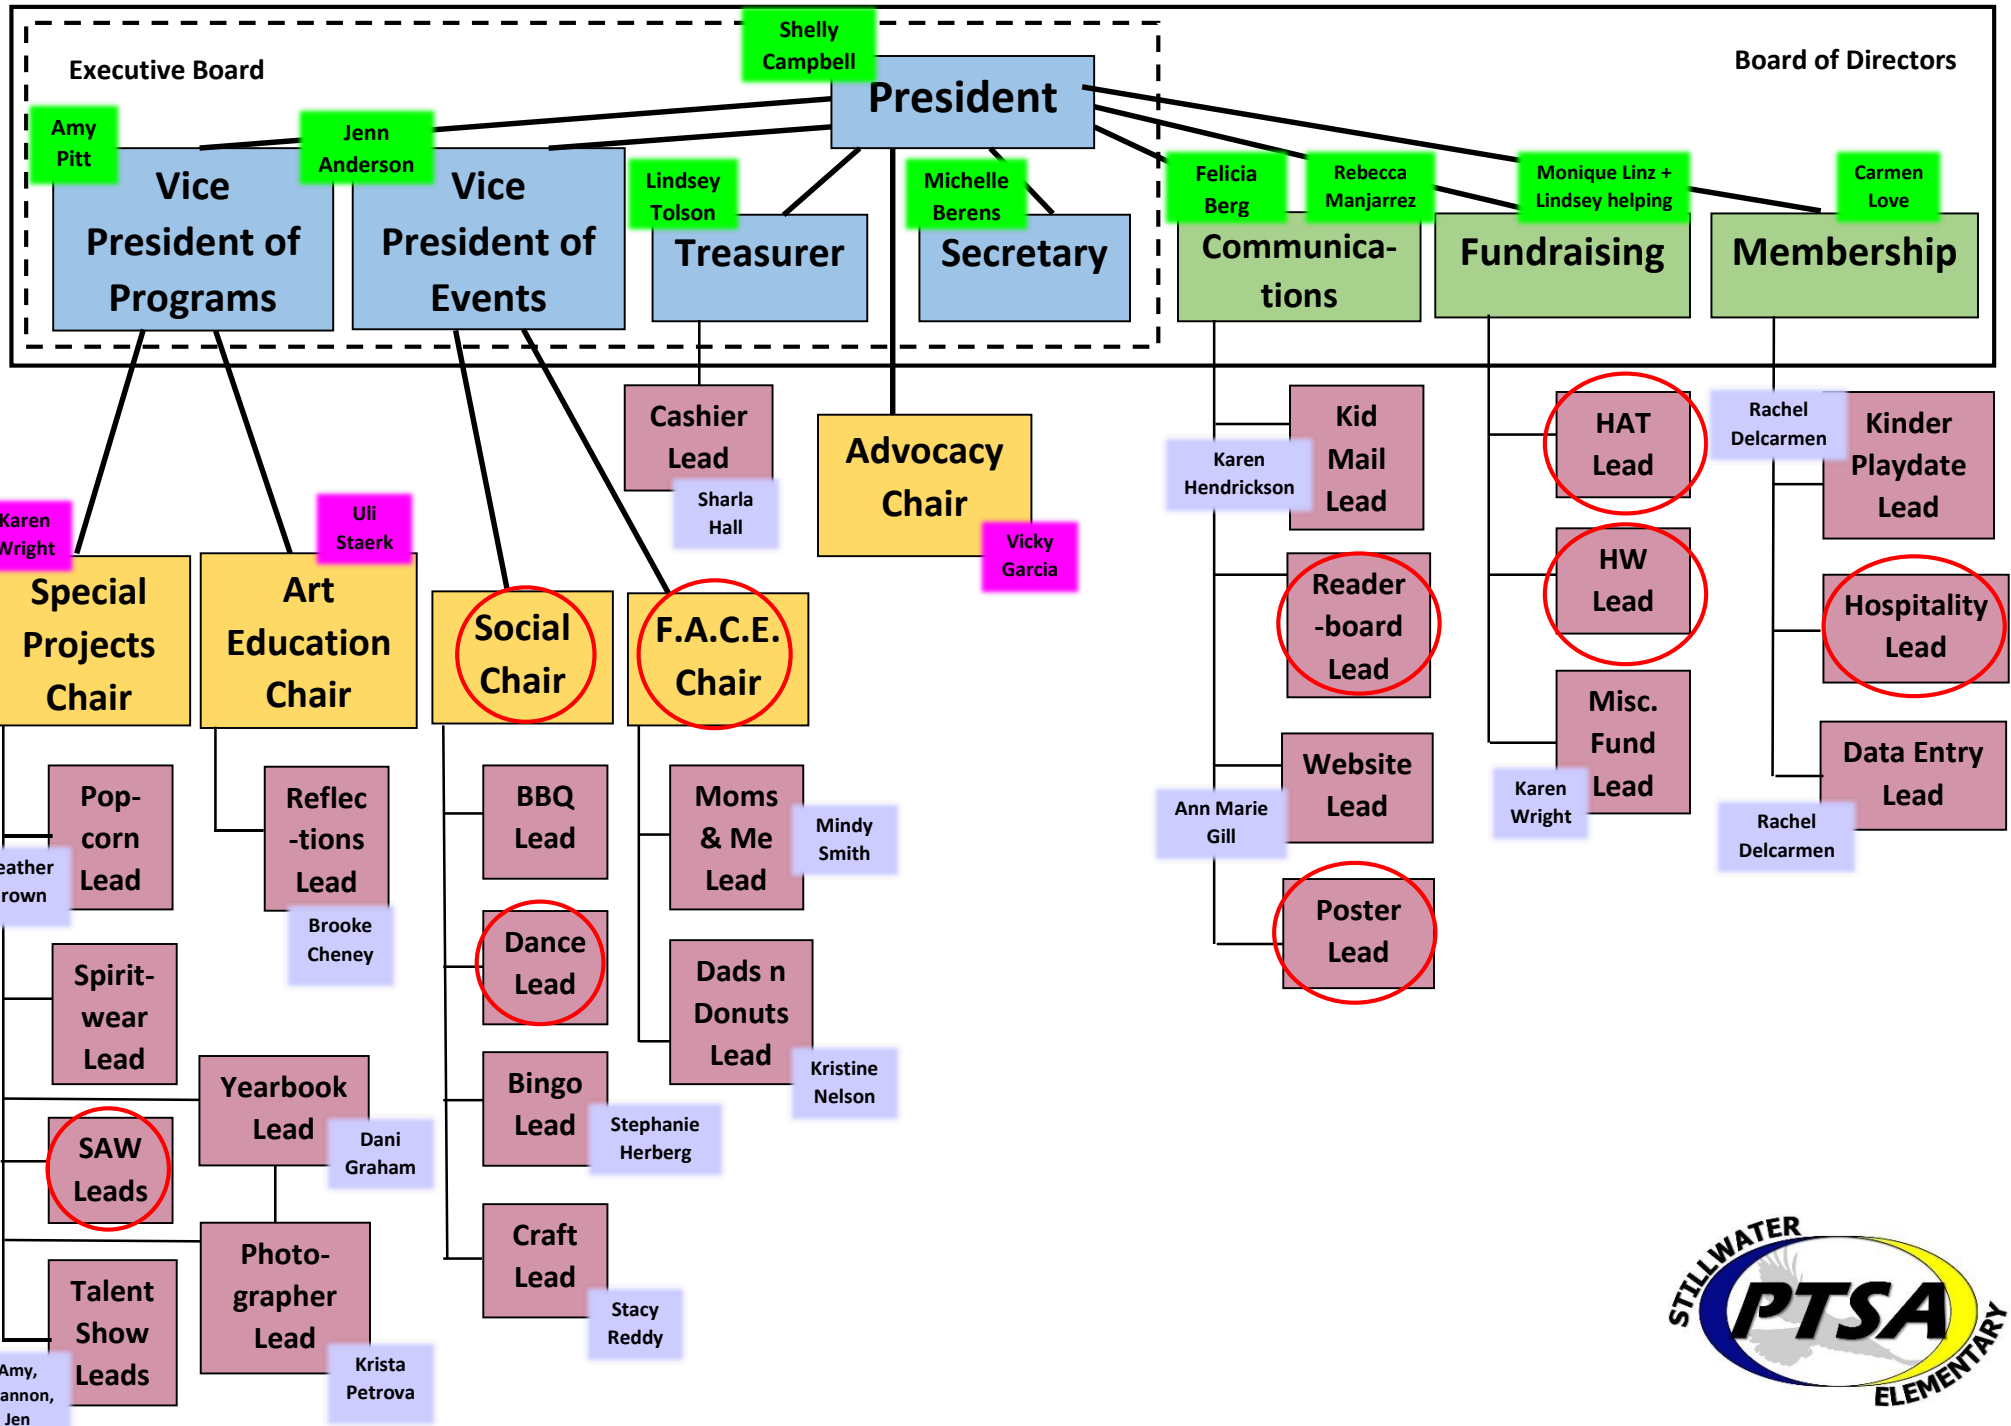 Shelly
Campbell
Executive Board
Board of Directors
President
Amy
Pitt
Jenn
Anderson
Lindsey
Tolson
Michelle
Berens
Felicia
Berg
Rebecca
Manjarrez
Monique Linz +
Lindsey helping
Carmen
Love
Vice
President of
Programs
Vice
President of
Events
Treasurer
Secretary
Communica-
tions
Fundraising
Membership
Cashier
Lead
Sharla
Hall
Advocacy
Chair
Vicky
Garcia
Kid
Mail
Lead
Karen
Hendrickson
HAT
Lead
Rachel
Delcarmen
Kinder
Playdate
Lead
Karen
Wright
Special
Projects
Chair
Uli
Staerk
Art
Education
Chair
Social
Chair
F.A.C.E.
Chair
Reader
-board
Lead
HW
Lead
Hospitality
Lead
Pop-
corn
Lead
eather
rown
Reflec
-tions
Lead
Brooke
Cheney
BBQ
Lead
Moms
& Me
Lead
Mindy
Smith
Website
Lead
Ann Marie
Gill
Misc.
Fund
Lead
Karen
Wright
Data Entry
Lead
Rachel
Delcarmen
Spirit-
wear
Lead
Dance
Lead
Dads n
Donuts
Lead
Kristine
Nelson
Poster
Lead
Yearbook
Lead
Dani
Graham
Bingo
Lead
Stephanie
Herberg
SAW
Leads
Photo-
grapher
Lead
Krista
Petrova
Craft
Lead
Stacy
Reddy
Talent
Show
Leads
Amy,
annon,
Jen
STILLWATER
PTSA
ELEMENTARY